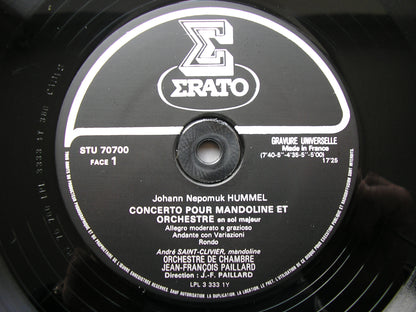 Σ
ΣRATO
STU 70700
FACE 1
GRAVURE UNIVERSELLE
Made in France
(7'40-5"-4'35-5"-5'00)
17'25
Johann Nepomuk HUMMEL
CONCERTO POUR MANDOLINE ET
ORCHESTRE en sol majeur
Allegro moderato e grazioso
Andante con Variazioni
Rondo
André SAINT-CLIVIER, mandoline
ORCHESTRE DE CHAMBRE
JEAN-FRANÇOIS PAILLARD
Direction : J.-F. PAILLARD
LPL 3 333 1Y